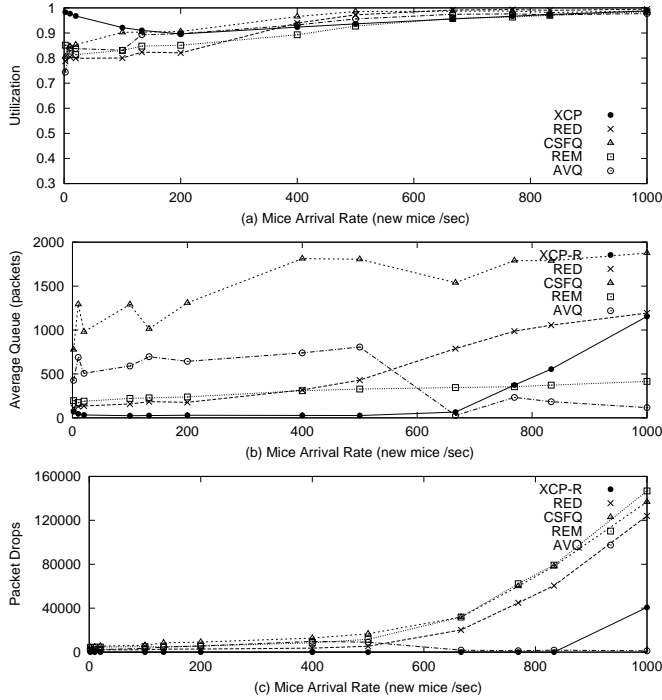 1
0.9
0.8
0.7
0.6
0.5
0.4
0.3
Utilization
XCP
RED
CSFQ
REM
AVQ
0 200 400 600 800 1000
(a) Mice Arrival Rate (new mice /sec)
2000
1500
1000
500
0
Average Queue (packets)
XCP-R
RED
CSFQ
REM
AVQ
0 200 400 600 800 1000
(b) Mice Arrival Rate (new mice /sec)
160000
120000
80000
40000
0
Packet Drops
XCP-R
RED
CSFQ
REM
AVQ
0 200 400 600 800 1000
(c) Mice Arrival Rate (new mice /sec)